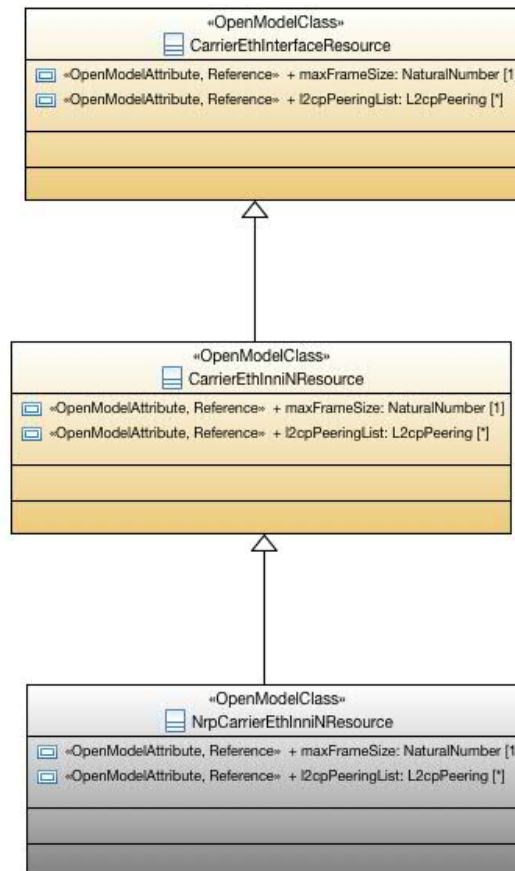 «OpenModelClass»
CarrierEthInterfaceResource
«OpenModelAttribute, Reference» + maxFrameSize: NaturalNumber [1]
«OpenModelAttribute, Reference» + l2cpPeeringList: L2cpPeering [*]
«OpenModelClass»
CarrierEthInniNResource
«OpenModelAttribute, Reference» + maxFrameSize: NaturalNumber [1]
«OpenModelAttribute, Reference» + l2cpPeeringList: L2cpPeering [*]
«OpenModelClass»
NrpCarrierEthInniNResource
«OpenModelAttribute, Reference» + maxFrameSize: NaturalNumber [1
«OpenModelAttribute, Reference» + l2cpPeeringList: L2cpPeering [*]